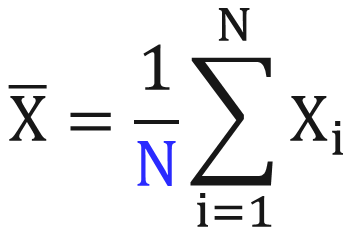 X̅ = 1/N ∑_{i=1}^{N} X_i